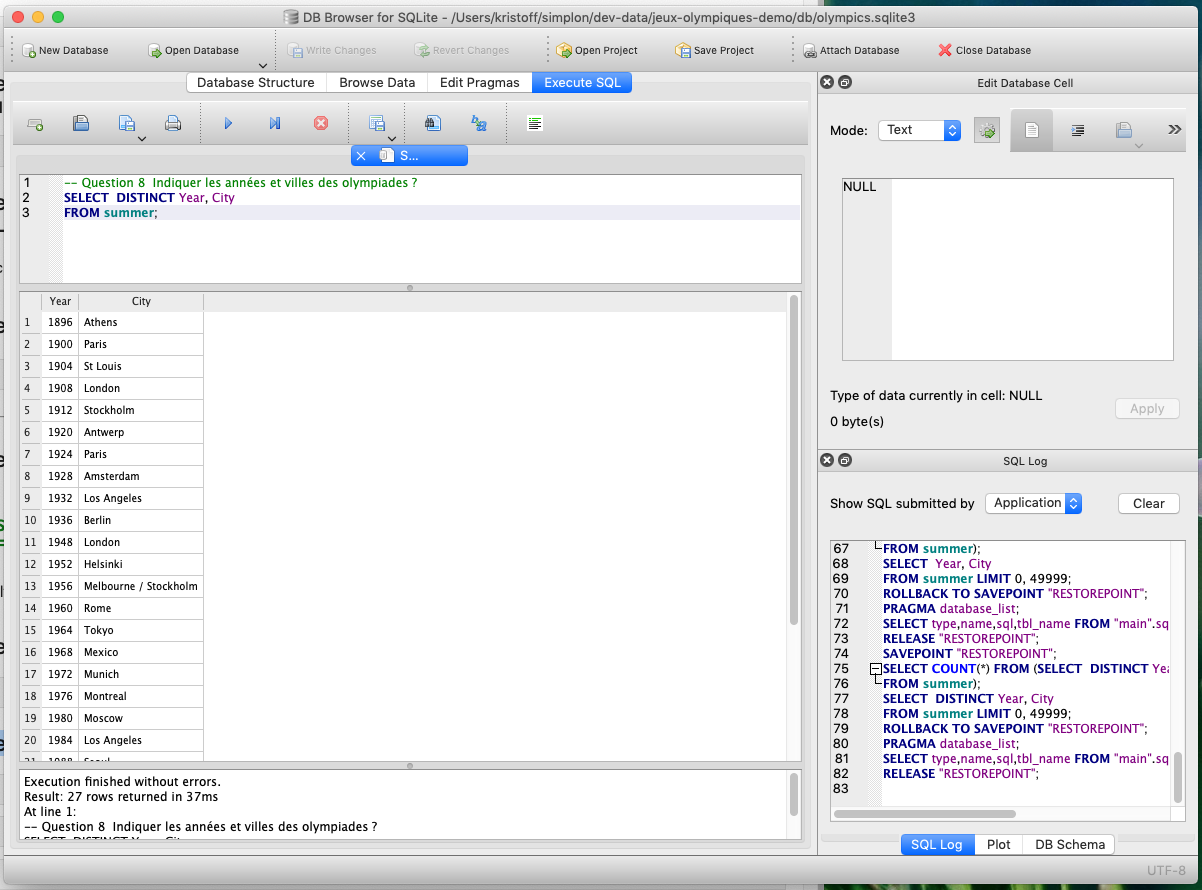 DB Browser for SQLite - /Users/kristoff/simplon/dev-data/jeux-olympiques-demo/db/olympics.sqlite3
New Database Open Database Write Changes Revert Changes Open Project Save Project Attach Database Close Database
Database Structure Browse Data Edit Pragmas Execute SQL
S...
1 -- Question 8 Indiquer les années et villes des olympiades ?
2 SELECT DISTINCT Year, City
3 FROM summer;
Year City
1 1896 Athens
2 1900 Paris
3 1904 St Louis
4 1908 London
5 1912 Stockholm
6 1920 Antwerp
7 1924 Paris
8 1928 Amsterdam
9 1932 Los Angeles
10 1936 Berlin
11 1948 London
12 1952 Helsinki
13 1956 Melbourne / Stockholm
14 1960 Rome
15 1964 Tokyo
16 1968 Mexico
17 1972 Munich
18 1976 Montreal
19 1980 Moscow
20 1984 Los Angeles
21 1988 Seoul
Execution finished without errors.
Result: 27 rows returned in 37ms
At line 1:
-- Question 8 Indiquer les années et villes des olympiades ?
SELECT DISTINCT Year, City
Edit Database Cell
Mode: Text
NULL
Type of data currently in cell: NULL
0 byte(s)
Apply
SQL Log
Show SQL submitted by Application Clear
67 FROM summer);
68 SELECT Year, City
69 FROM summer LIMIT 0, 49999;
70 ROLLBACK TO SAVEPOINT "RESTOREPOINT";
71 PRAGMA database_list;
72 SELECT type,name,sql,tbl_name FROM "main".sq
73 RELEASE "RESTOREPOINT";
74 SAVEPOINT "RESTOREPOINT";
75 SELECT COUNT(*) FROM (SELECT DISTINCT Yea
76 FROM summer);
77 SELECT DISTINCT Year, City
78 FROM summer LIMIT 0, 49999;
79 ROLLBACK TO SAVEPOINT "RESTOREPOINT";
80 PRAGMA database_list;
81 SELECT type,name,sql,tbl_name FROM "main".sq
82 RELEASE "RESTOREPOINT";
83
SQL Log Plot DB Schema
UTF-8